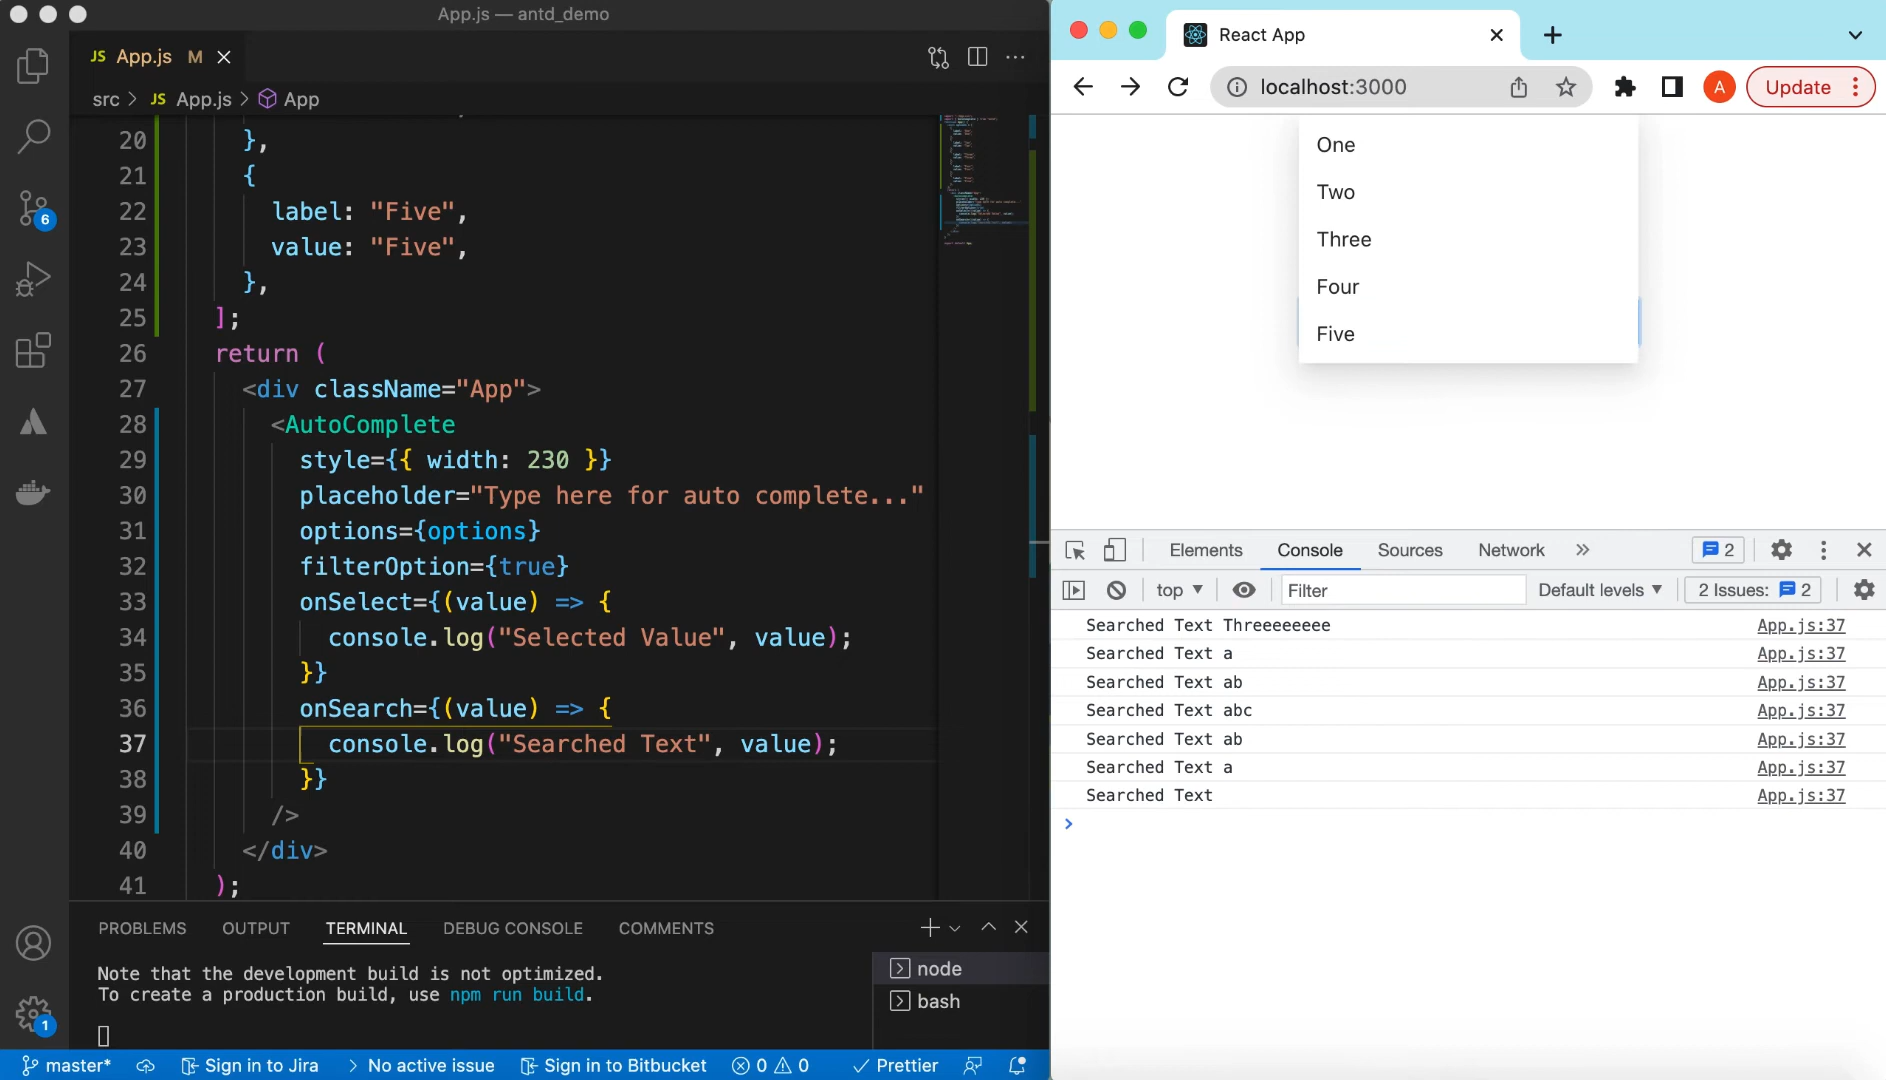 App.js — antd_demo
JS App.js M
src > JS App.js > App
20 },
21 {
22 label: "Five",
23 value: "Five",
24 },
25 ];
26 return (
27 <div className="App">
28 <AutoComplete
29 style={{ width: 230 }}
30 placeholder="Type here for auto complete..."
31 options={options}
32 filterOption={true}
33 onSelect={(value) => {
34 console.log("Selected Value", value);
35 }}
36 onSearch={(value) => {
37 console.log("Searched Text", value);
38 }}
39 />
40 </div>
41 );
6
1
PROBLEMS OUTPUT TERMINAL DEBUG CONSOLE COMMENTS
Note that the development build is not optimized.
To create a production build, use npm run build.
node
bash
master* Sign in to Jira > No active issue Sign in to Bitbucket 0 0 Prettier
React App
localhost:3000 A Update
One
Two
Three
Four
Five
Elements Console Sources Network » 2
top Filter Default levels 2 Issues: 2
Searched Text Threeeeeeee App.js:37
Searched Text a App.js:37
Searched Text ab App.js:37
Searched Text abc App.js:37
Searched Text ab App.js:37
Searched Text a App.js:37
Searched Text App.js:37
>